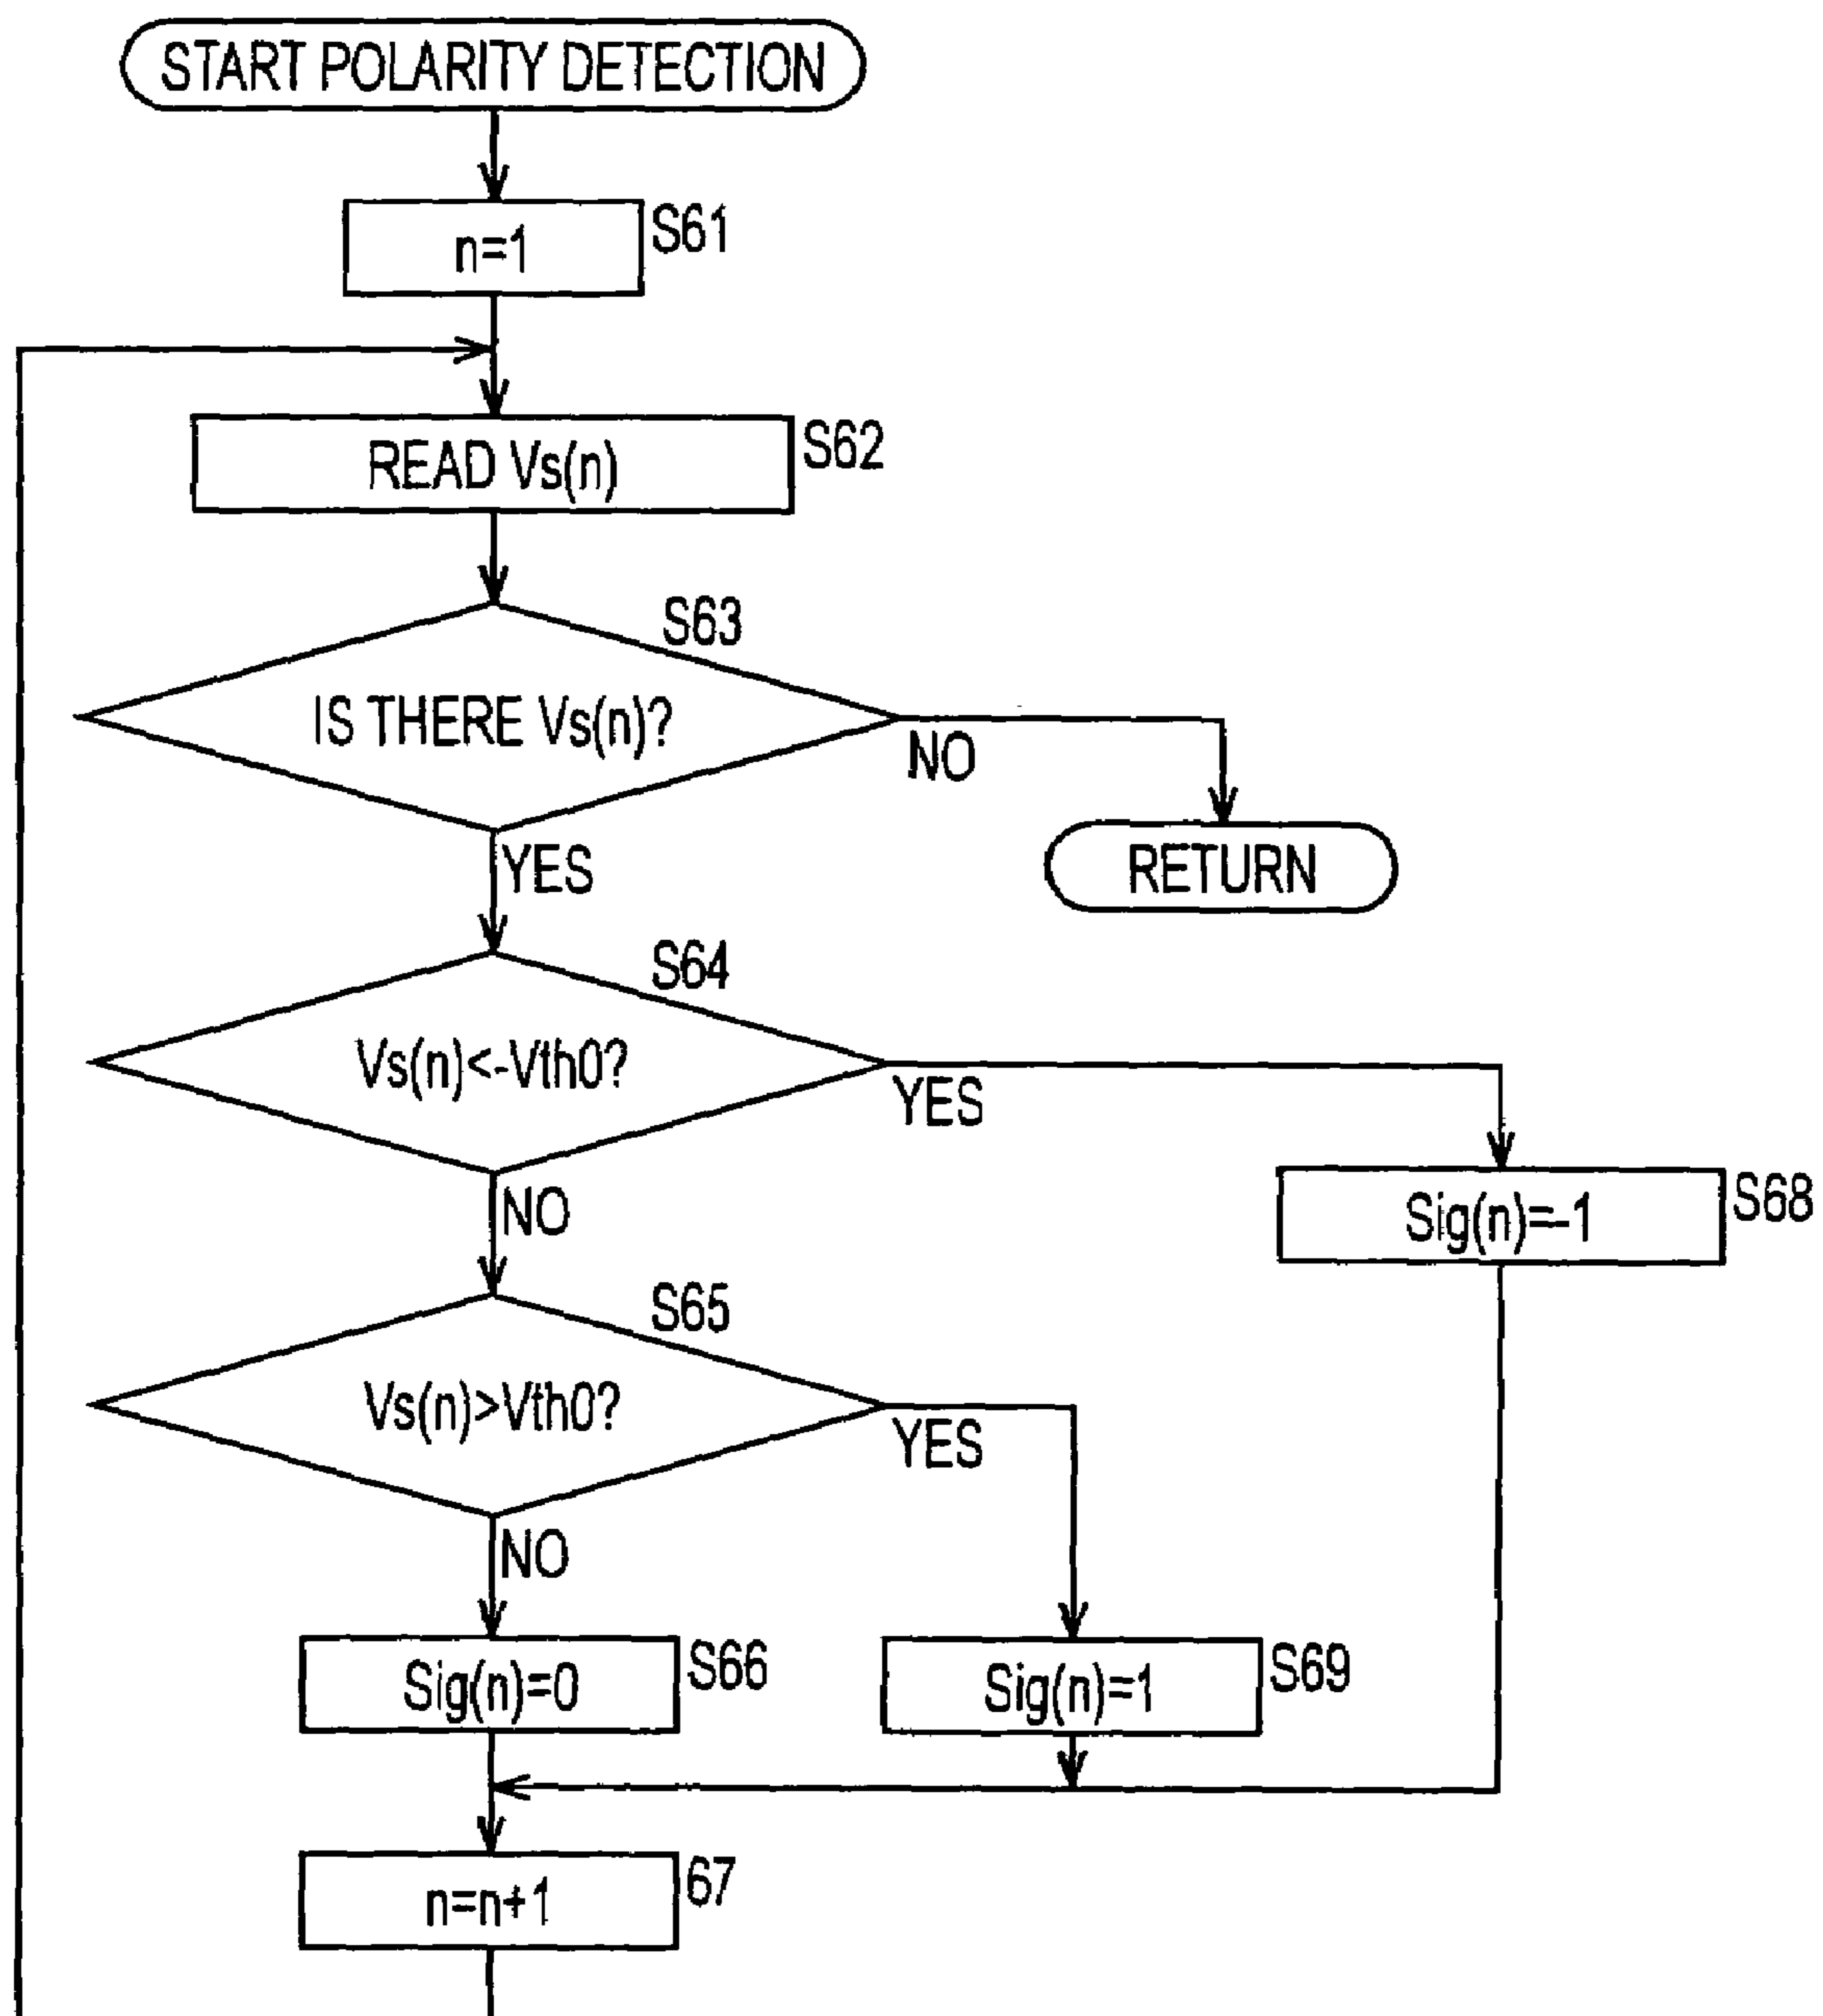 START POLARITY DETECTION
n=1
S61
READ Vs(n)
S62
S63
IS THERE Vs(n)?
NO
YES
RETURN
S64
Vs(n)<-Vth0?
YES
NO
Sig(n)=-1
S68
S65
Vs(n)>Vth0?
YES
NO
Sig(n)=0
S66
Sig(n)=1
S69
n=n+1
67